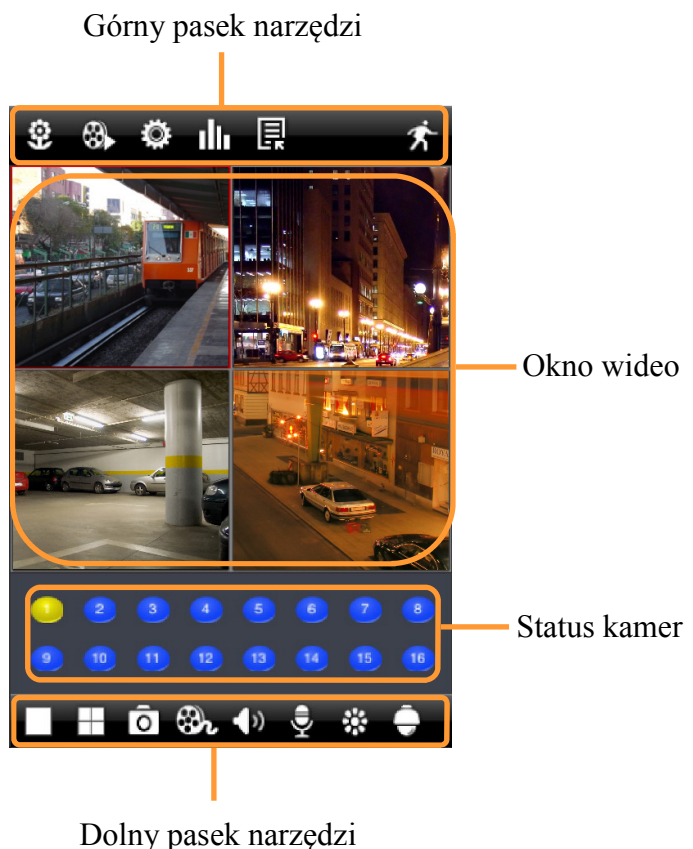 Górny pasek narzędzi
Okno wideo
1 2 3 4 5 6 7 8
Status kamer
9 10 11 12 13 14 15 16
Dolny pasek narzędzi